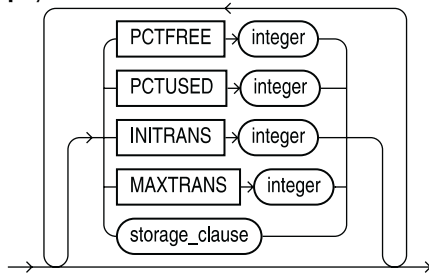 PCTFREE integer
PCTUSED integer
INITRANS integer
MAXTRANS integer
storage_clause